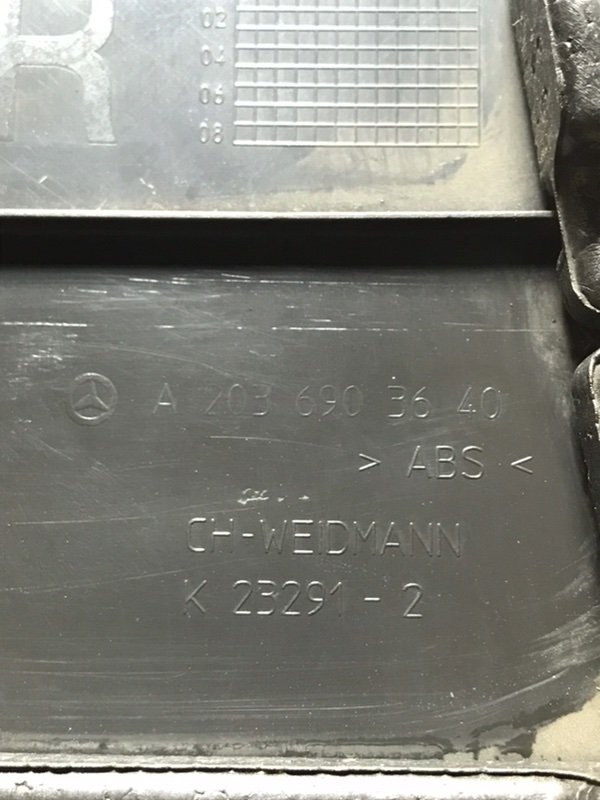 R
02
04
06
08
A 203 690 36 40
> ABS <
CH-WEIDMANN
K 23291 - 2